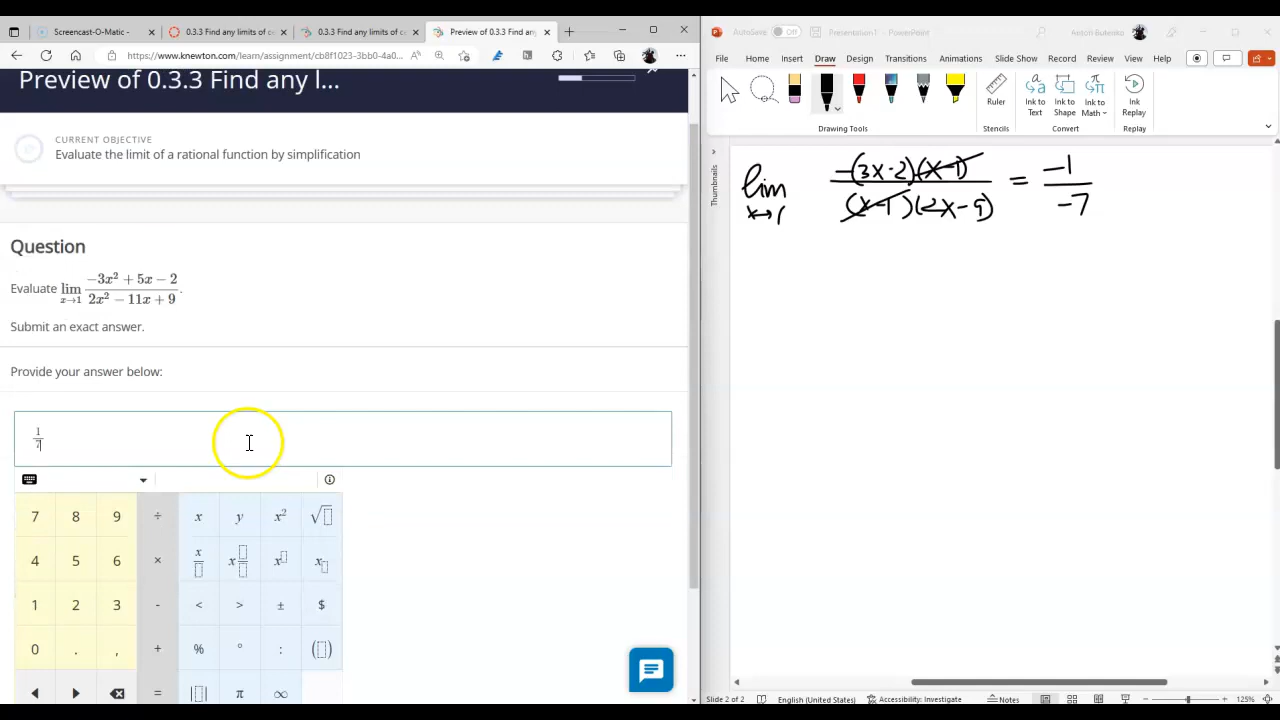 Screencast-O-Matic -
0.3.3 Find any limits of c
0.3.3 Find any limits of co
Preview of 0.3.3 Find any
https://www.knewton.com/learn/assignment/cb8f1023-3bb0-4a0...
Preview of 0.3.3 Find any l...
CURRENT OBJECTIVE
Evaluate the limit of a rational function by simplification
Question
Evaluate lim x→1 (−3x² + 5x − 2)/(2x² − 11x + 9).
Submit an exact answer.
Provide your answer below:
1/7
7 8 9 ÷ x y x² √
4 5 6 ×
1 2 3 - < > ± $
0 . , + % ° : ( )
= | | π ∞
AutoSave Off Presentation1 - PowerPoint
File Home Insert Draw Design Transitions Animations Slide Show Record Review View Help
Ruler
Ink to Text
Ink to Shape
Ink to Math
Ink Replay
Drawing Tools Stencils Convert Replay
Thumbnails
lim x→1 −(3x-2)(x-1)/(x-1)(2x-9) = −1/−7
Slide 2 of 2 English (United States) Accessibility: Investigate Notes 125%